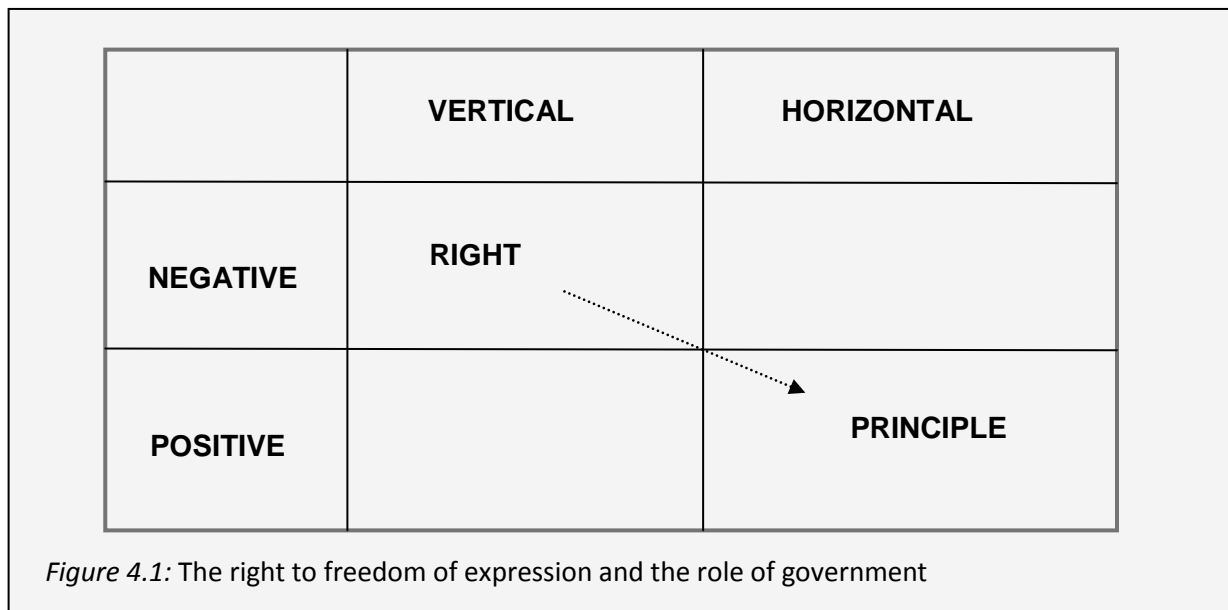 VERTICAL HORIZONTAL
RIGHT
NEGATIVE
PRINCIPLE
POSITIVE
Figure 4.1: The right to freedom of expression and the role of government